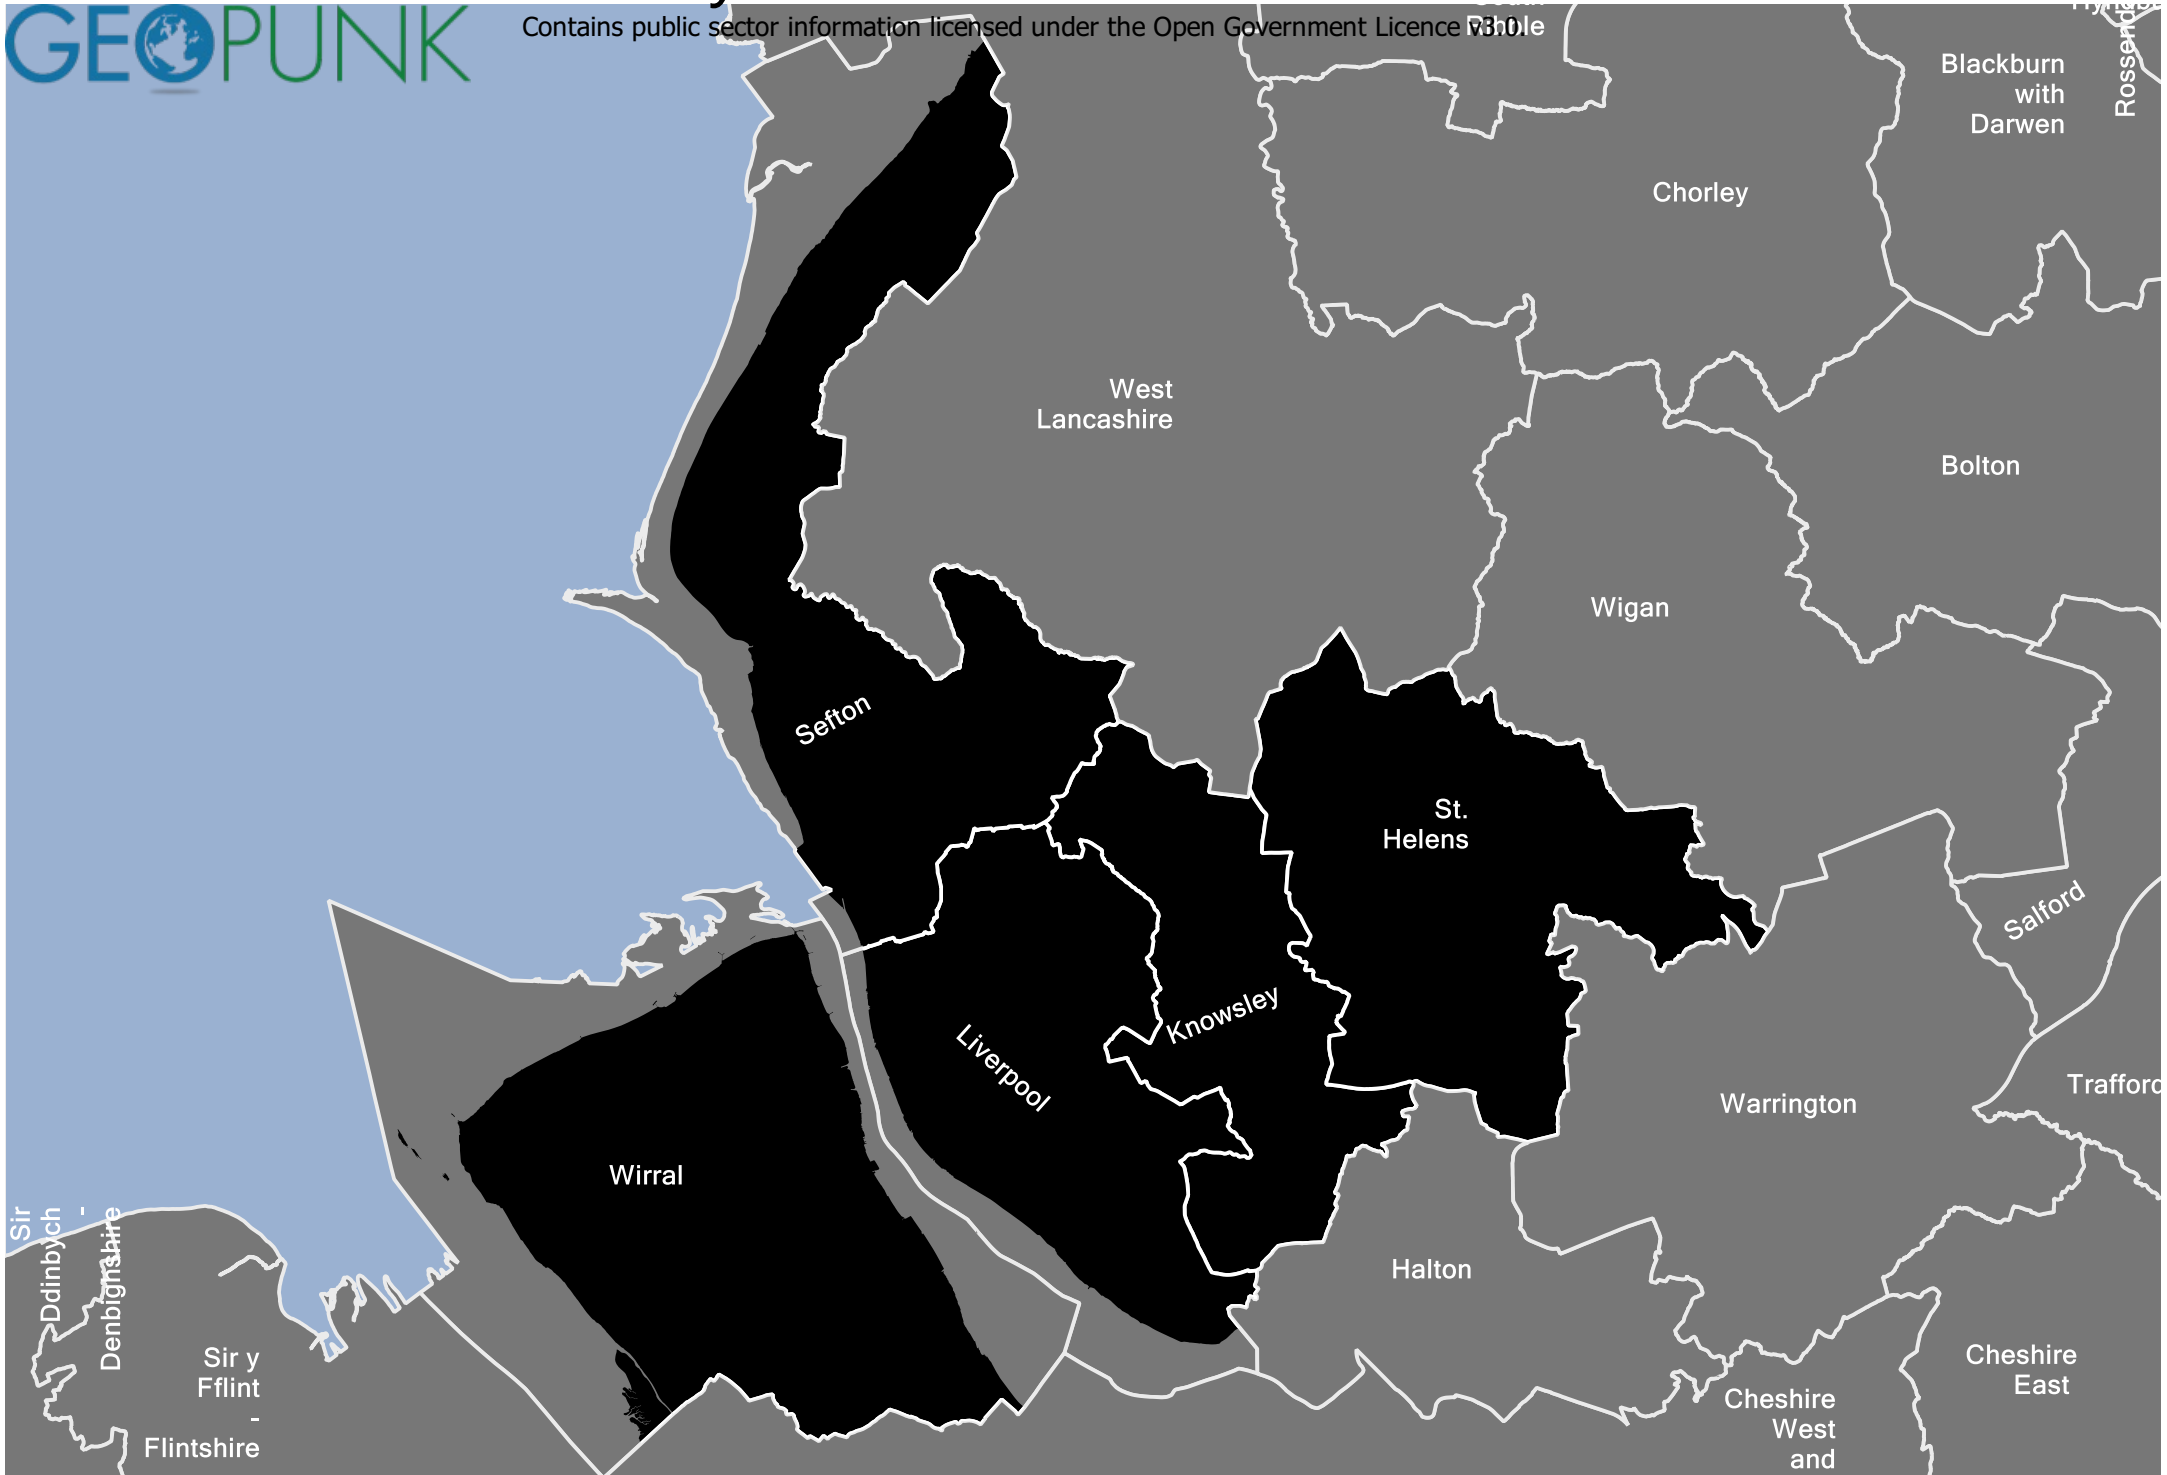 GEOPUNK
Contains public sector information licensed under the Open Government Licence v3.0.
Ribble
Blackburn
with
Darwen
Chorley
West
Lancashire
Bolton
Wigan
Sefton
St.
Helens
Salford
Knowsley
Liverpool
Trafford
Warrington
Wirral
Sir
Ddinbych
-
Denbighshire
Halton
Sir y
Fflint
-
Flintshire
Cheshire
East
Cheshire
West
and